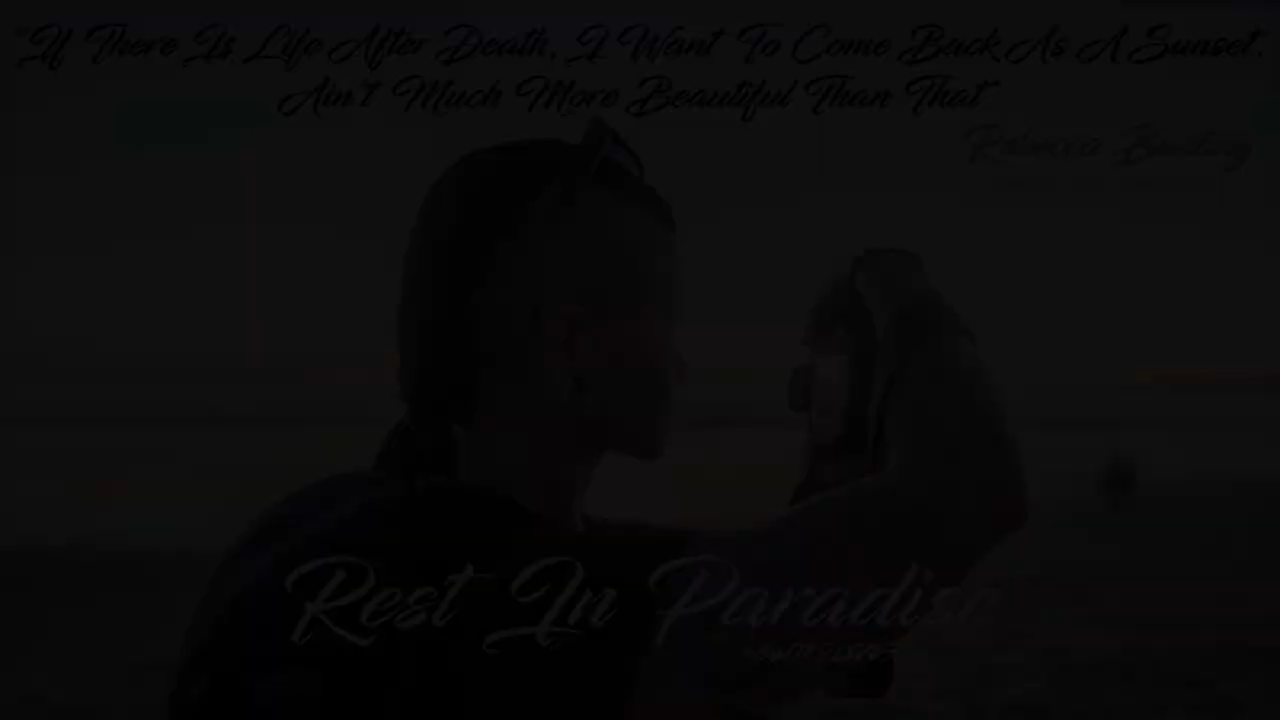 "If There Is Life After Death, I Want To Come Back As A Sunset.
Ain't Much More Beautiful Than That"
Rest In Paradise